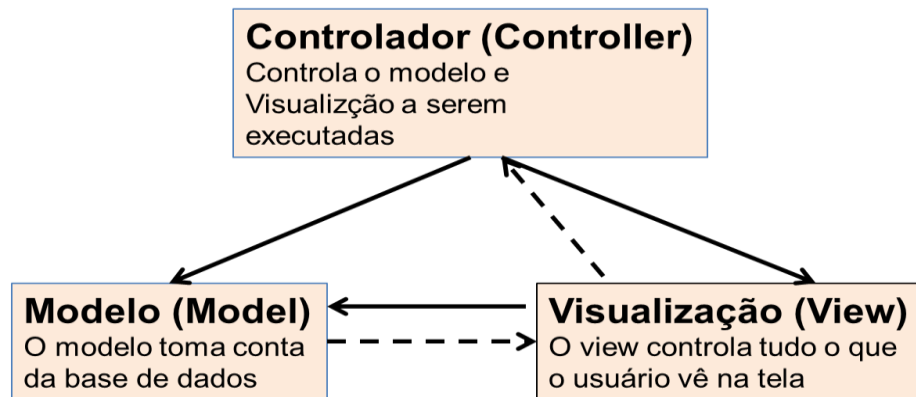 Controlador (Controller)
Controla o modelo e
Visualizção a serem
executadas
Modelo (Model)
O modelo toma conta
da base de dados
Visualização (View)
O view controla tudo o que
o usuário vê na tela